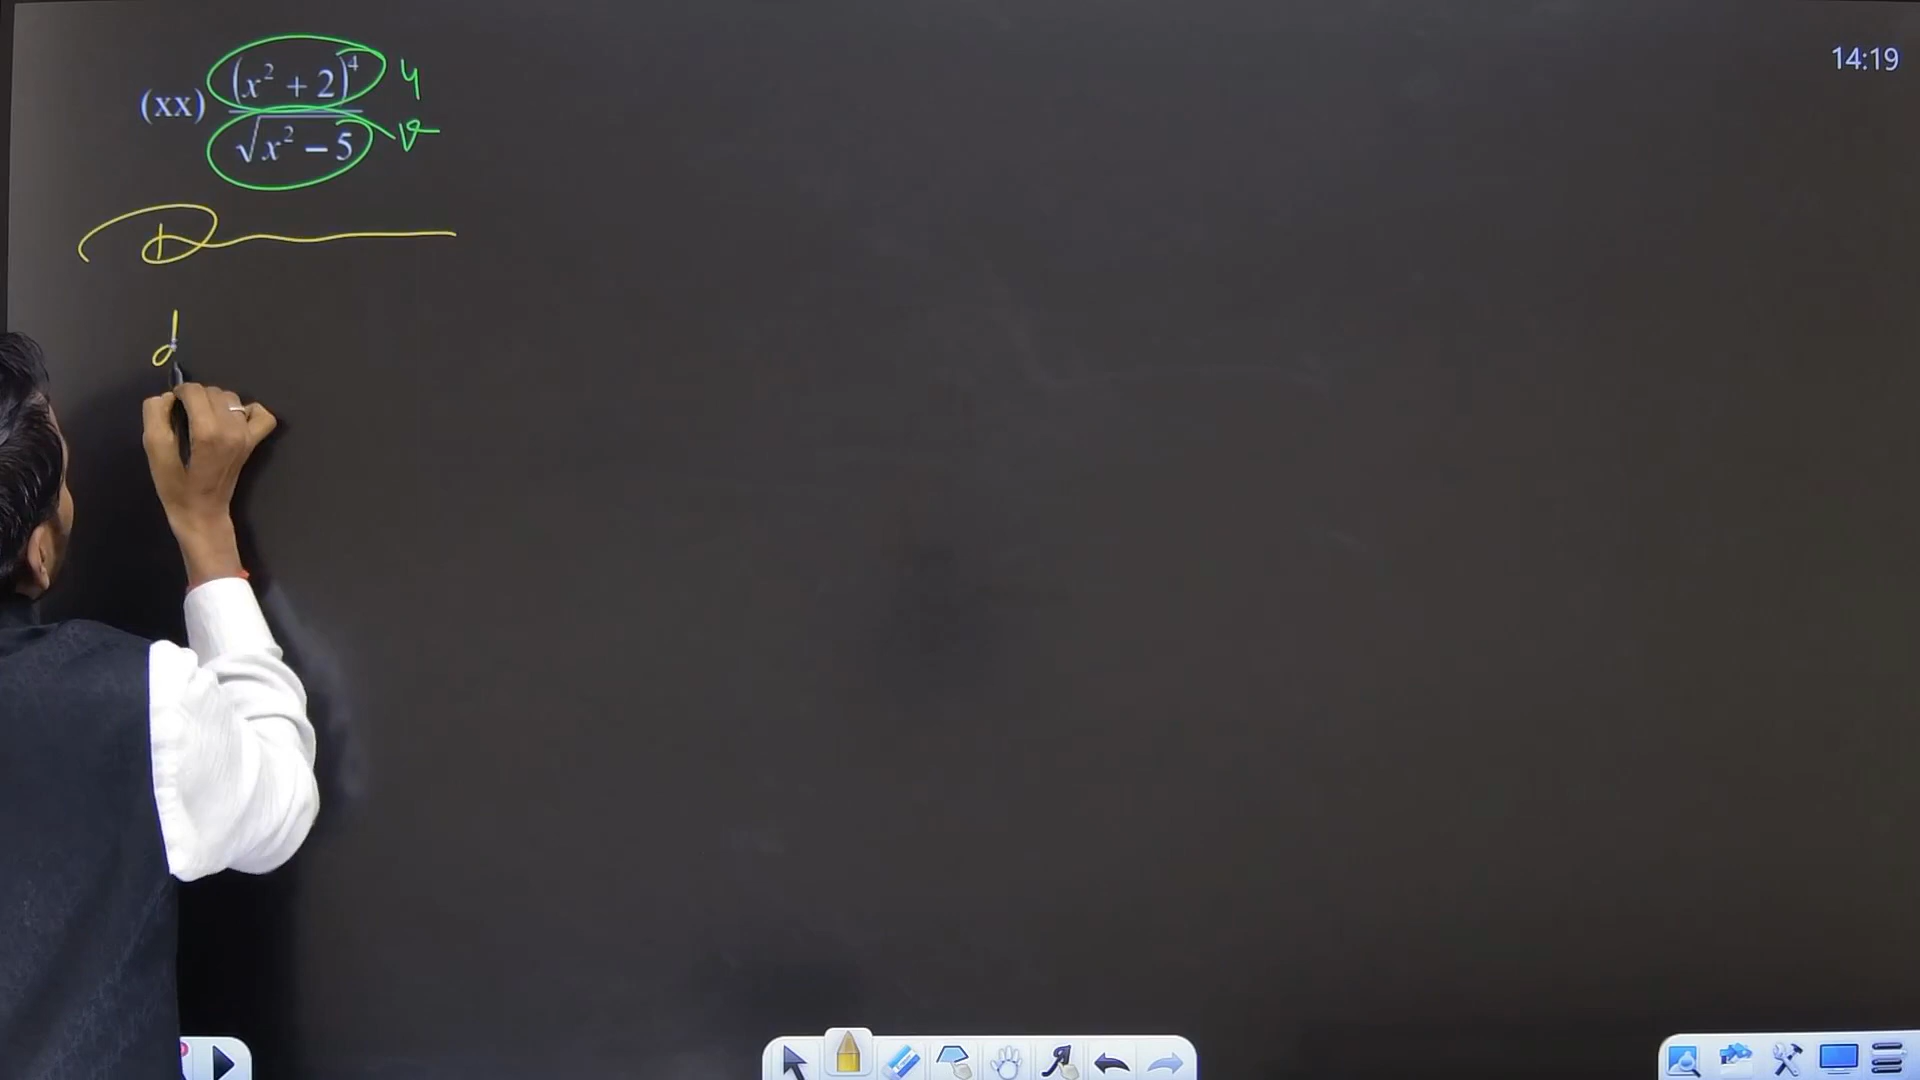 14:19
(xx) (x² + 2)⁴ / √(x² − 5)
u
v
d